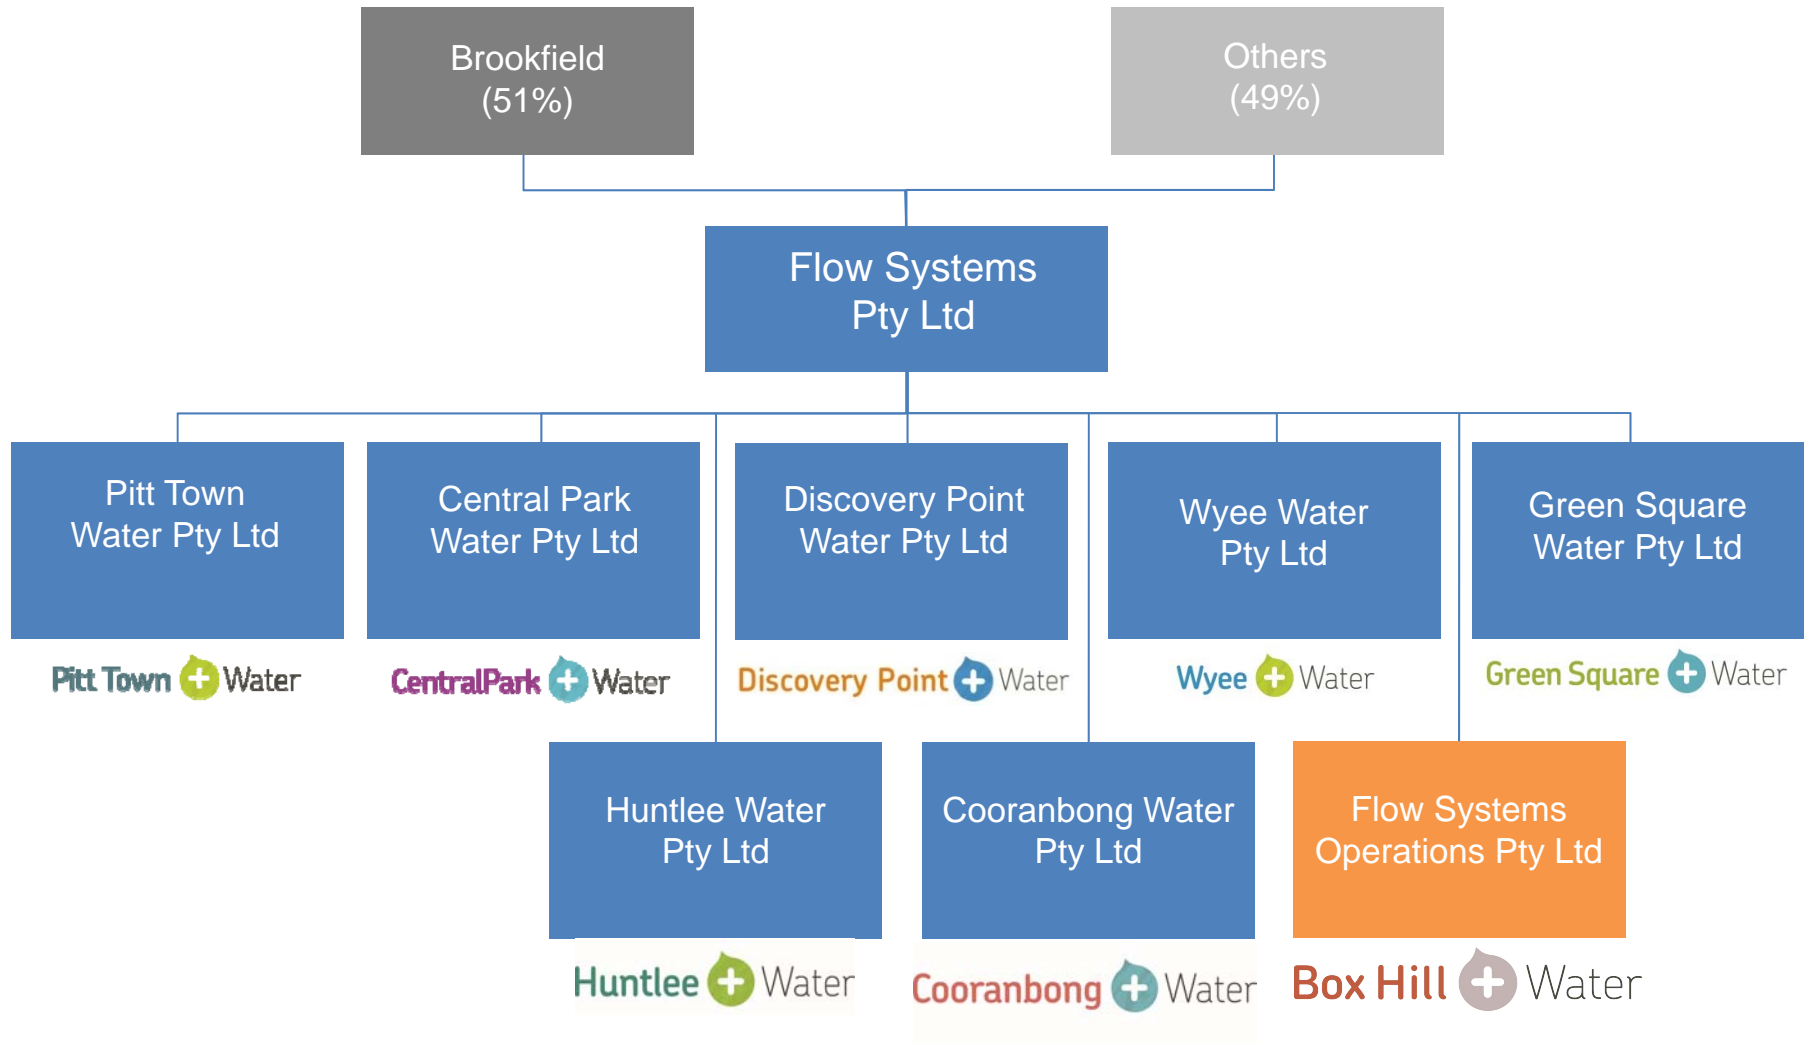 Brookfield
(51%)
Others
(49%)
Flow Systems
Pty Ltd
Pitt Town
Water Pty Ltd
Central Park
Water Pty Ltd
Discovery Point
Water Pty Ltd
Wyee Water
Pty Ltd
Green Square
Water Pty Ltd
Pitt Town Water
CentralPark Water
Discovery Point Water
Wyee Water
Green Square Water
Huntlee Water
Pty Ltd
Cooranbong Water
Pty Ltd
Flow Systems
Operations Pty Ltd
Huntlee Water
Cooranbong Water
Box Hill Water